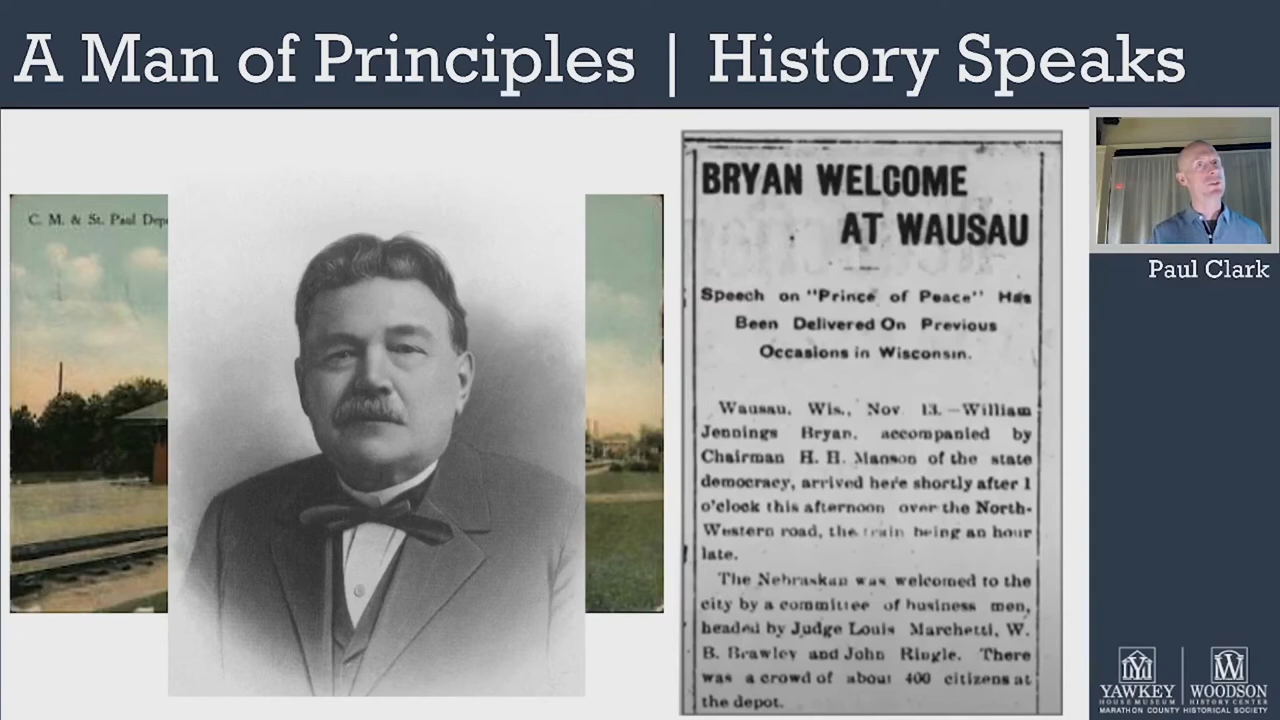 A Man of Principles | History Speaks
C. M. & St. Paul Depo
BRYAN WELCOME
AT WAUSAU
Speech on "Prince of Peace" Has
Been Delivered On Previous
Occasions in Wisconsin.
Wausau, Wis., Nov 13.—William
Jennings Bryan, accompanied by
Chairman H. H. Manson of the state
democracy, arrived here shortly after 1
o'clock this afternoon over the North-
Western road, the train being an hour
late.
The Nebraskan was welcomed to the
city by a committee of business men,
headed by Judge Louis Marchetti, W.
B. Brawley and John Ringle. There
was a crowd of about 400 citizens at
the depot.
Paul Clark
YAWKEY
HOUSE MUSEUM
WOODSON
HISTORY CENTER
MARATHON COUNTY HISTORICAL SOCIETY